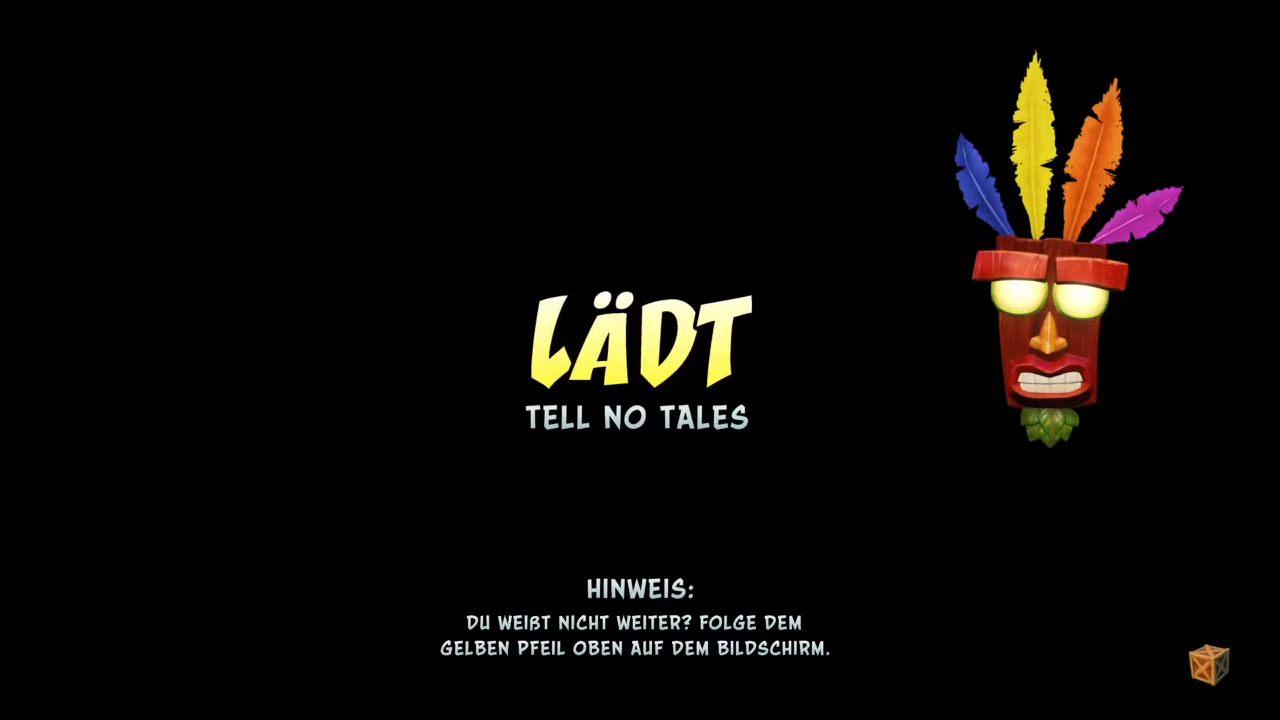 LÄDT
TELL NO TALES
HINWEIS:
DU WEIßT NICHT WEITER? FOLGE DEM
GELBEN PFEIL OBEN AUF DEM BILDSCHIRM.